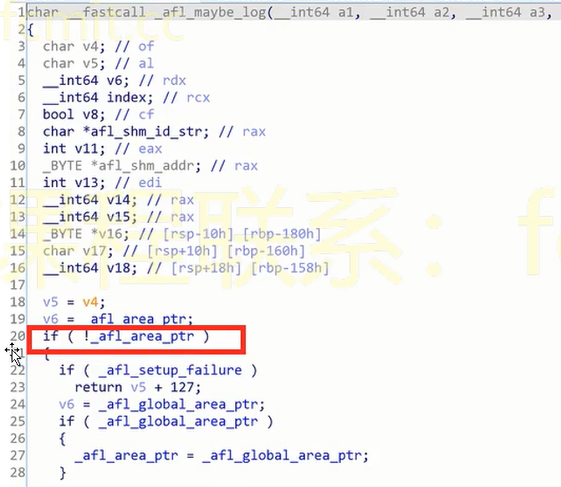 1 char __fastcall _afl_maybe_log(__int64 a1, __int64 a2, __int64 a3,
2 {
3 char v4; // of
4 char v5; // al
5 __int64 v6; // rdx
6 __int64 index; // rcx
7 bool v8; // cf
8 char *afl_shm_id_str; // rax
9 int v11; // eax
10 _BYTE *afl_shm_addr; // rax
11 int v13; // edi
12 __int64 v14; // rax
13 __int64 v15; // rax
14 _BYTE *v16; // [rsp-10h] [rbp-180h]
15 char v17; // [rsp+10h] [rbp-160h]
16 __int64 v18; // [rsp+18h] [rbp-158h]
17
18 v5 = v4;
19 v6 = _afl_area_ptr;
20 if ( !_afl_area_ptr )
{
22 if ( _afl_setup_failure )
23 return v5 + 127;
24 v6 = _afl_global_area_ptr;
25 if ( _afl_global_area_ptr )
26 {
27 _afl_area_ptr = _afl_global_area_ptr;
28 }
课程联系：